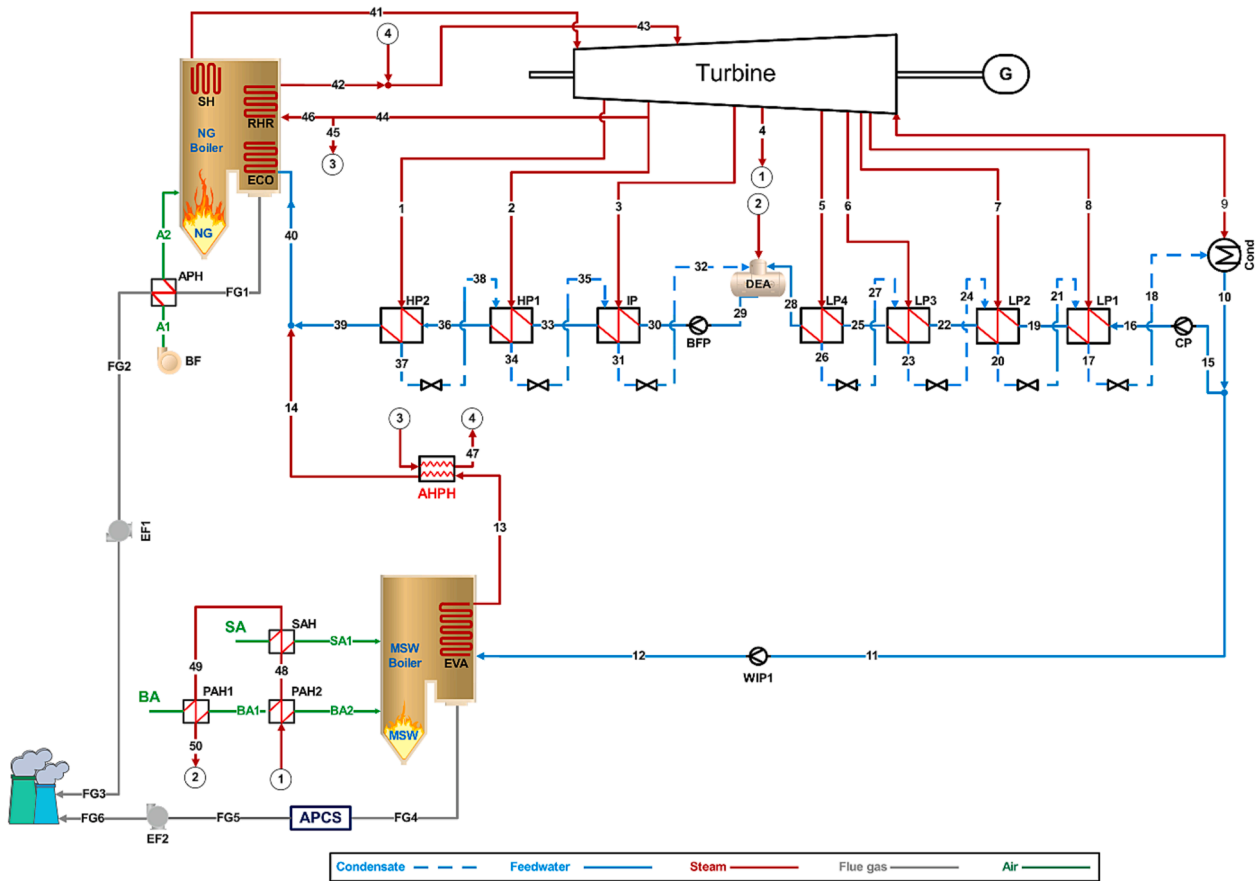 41
43
4
Turbine
G
42
SH
RHR
46
44
45
3
NG
Boiler
ECO
NG
4
1
2
1
2
3
5
6
7
8
9
Cond
A2
40
APH
FG1
A1
BF
FG2
38
35
32
DEA
27
24
21
18
10
HP2
HP1
IP
LP4
LP3
LP2
LP1
39
36
33
30
29
28
25
22
19
16
CP
BFP
15
37
34
31
26
23
20
17
14
3
4
47
AHPH
13
EF1
SAH
SA
SA1
MSW
Boiler
EVA
12
WIP1
11
49
48
BA
PAH1
PAH2
BA1
BA2
MSW
50
2
1
FG3
FG6
EF2
FG5
APCS
FG4
Condensate
Feedwater
Steam
Flue gas
Air